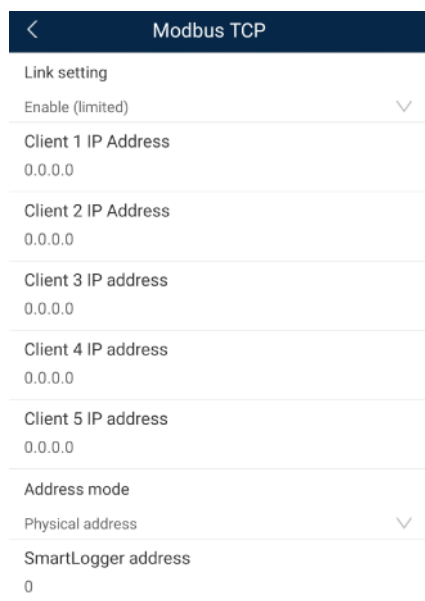 Modbus TCP
Link setting
Enable (limited)
Client 1 IP Address
0.0.0.0
Client 2 IP Address
0.0.0.0
Client 3 IP address
0.0.0.0
Client 4 IP address
0.0.0.0
Client 5 IP address
0.0.0.0
Address mode
Physical address
SmartLogger address
0